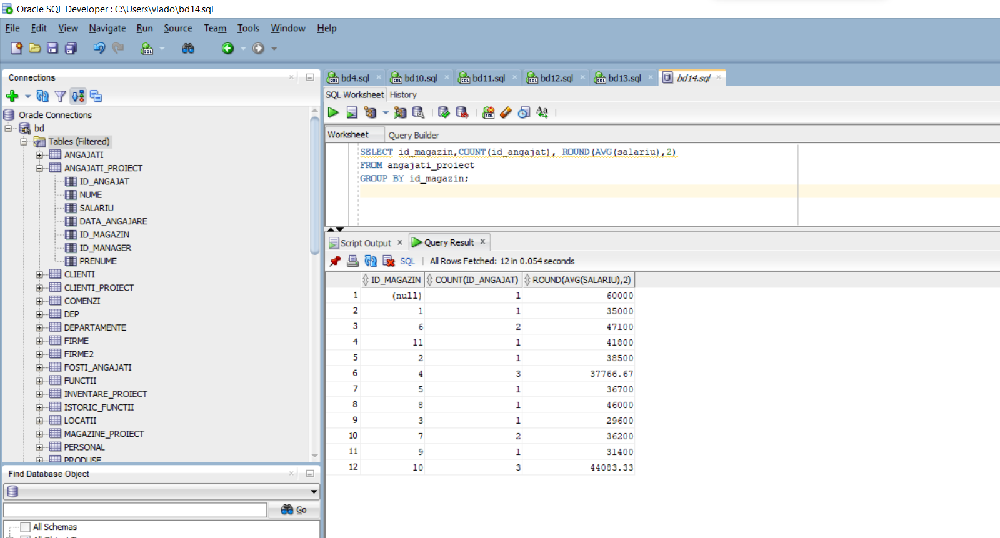 Oracle SQL Developer : C:\Users\vlado\bd14.sql
File Edit View Navigate Run Source Team Tools Window Help
Connections
Oracle Connections
bd
Tables (Filtered)
ANGAJATI
ANGAJATI_PROIECT
ID_ANGAJAT
NUME
SALARIU
DATA_ANGAJARE
ID_MAGAZIN
ID_MANAGER
PRENUME
CLIENTI
CLIENTI_PROIECT
COMENZI
DEP
DEPARTAMENTE
FIRME
FIRME2
FOSTI_ANGAJATI
FUNCTII
INVENTARE_PROIECT
ISTORIC_FUNCTII
LOCATII
MAGAZINE_PROIECT
PERSONAL
PRODUSE
Find Database Object
Go
All Schemas
bd4.sql bd10.sql bd11.sql bd12.sql bd13.sql bd14.sql
SQL Worksheet History
Worksheet Query Builder
SELECT id_magazin,COUNT(id_angajat), ROUND(AVG(salariu),2)
FROM angajati_proiect
GROUP BY id_magazin;
Script Output x Query Result x
SQL | All Rows Fetched: 12 in 0.054 seconds
ID_MAGAZIN COUNT(ID_ANGAJAT) ROUND(AVG(SALARIU),2)
1 (null) 1 60000
2 1 1 35000
3 6 2 47100
4 11 1 41800
5 2 1 38500
6 4 3 37766.67
7 5 1 36700
8 8 1 46000
9 3 1 29600
10 7 2 36200
11 9 1 31400
12 10 3 44083.33